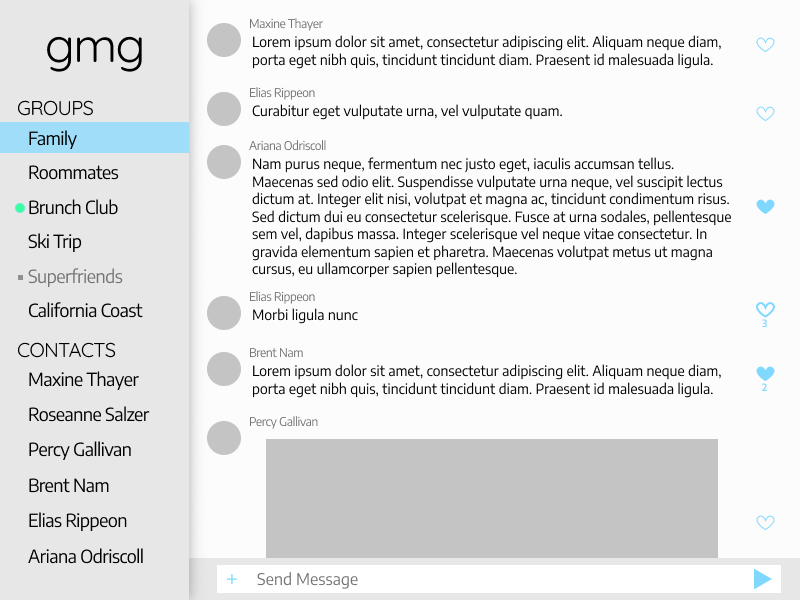 gmg
GROUPS
Family
Roommates
Brunch Club
Ski Trip
Superfriends
California Coast
CONTACTS
Maxine Thayer
Roseanne Salzer
Percy Gallivan
Brent Nam
Elias Rippeon
Ariana Odriscoll
Maxine Thayer
Lorem ipsum dolor sit amet, consectetur adipiscing elit. Aliquam neque diam,
porta eget nibh quis, tincidunt tincidunt diam. Praesent id malesuada ligula.
Elias Rippeon
Curabitur eget vulputate urna, vel vulputate quam.
Ariana Odriscoll
Nam purus neque, fermentum nec justo eget, iaculis accumsan tellus.
Maecenas sed odio elit. Suspendisse vulputate urna neque, vel suscipit lectus
dictum at. Integer elit nisi, volutpat et magna ac, tincidunt condimentum risus.
Sed dictum dui eu consectetur scelerisque. Fusce at urna sodales, pellentesque
sem vel, dapibus massa. Integer scelerisque vel neque vitae consectetur. In
gravida elementum sapien et pharetra. Maecenas volutpat metus ut magna
cursus, eu ullamcorper sapien pellentesque.
Elias Rippeon
Morbi ligula nunc
3
Brent Nam
Lorem ipsum dolor sit amet, consectetur adipiscing elit. Aliquam neque diam,
porta eget nibh quis, tincidunt tincidunt diam. Praesent id malesuada ligula.
2
Percy Gallivan
+ Send Message